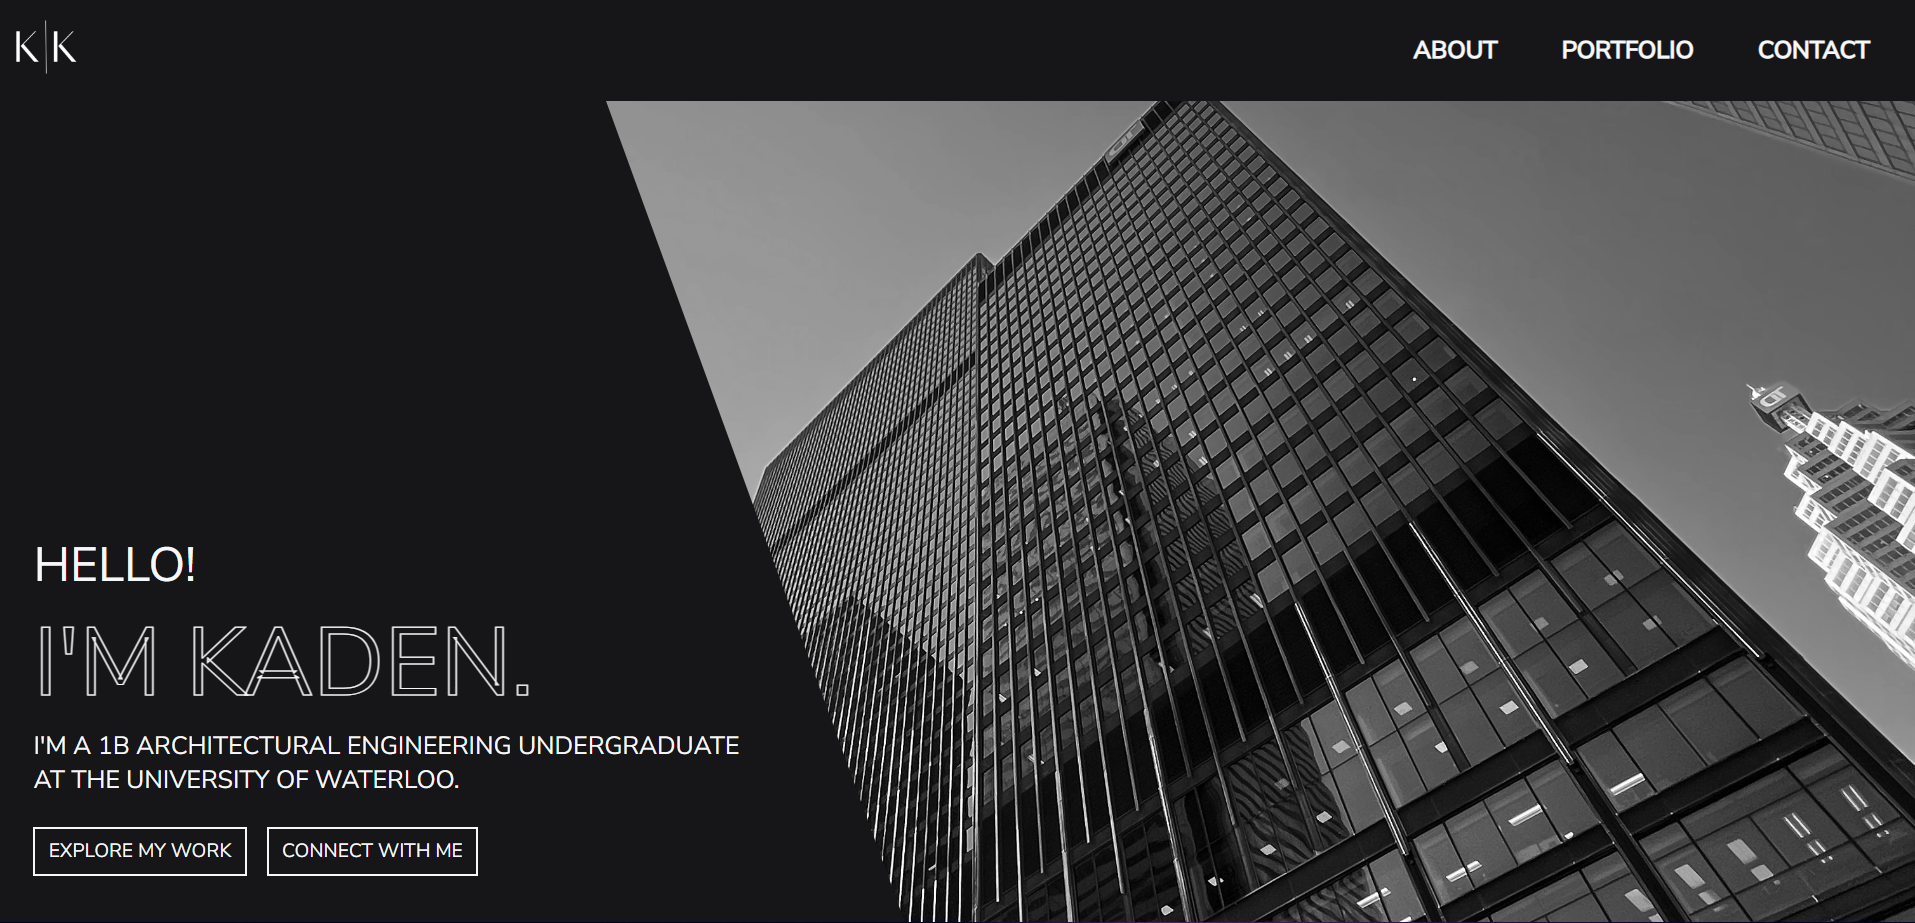 K|K
ABOUT
PORTFOLIO
CONTACT
HELLO!
I'M KADEN.
I'M A 1B ARCHITECTURAL ENGINEERING UNDERGRADUATE
AT THE UNIVERSITY OF WATERLOO.
EXPLORE MY WORK
CONNECT WITH ME